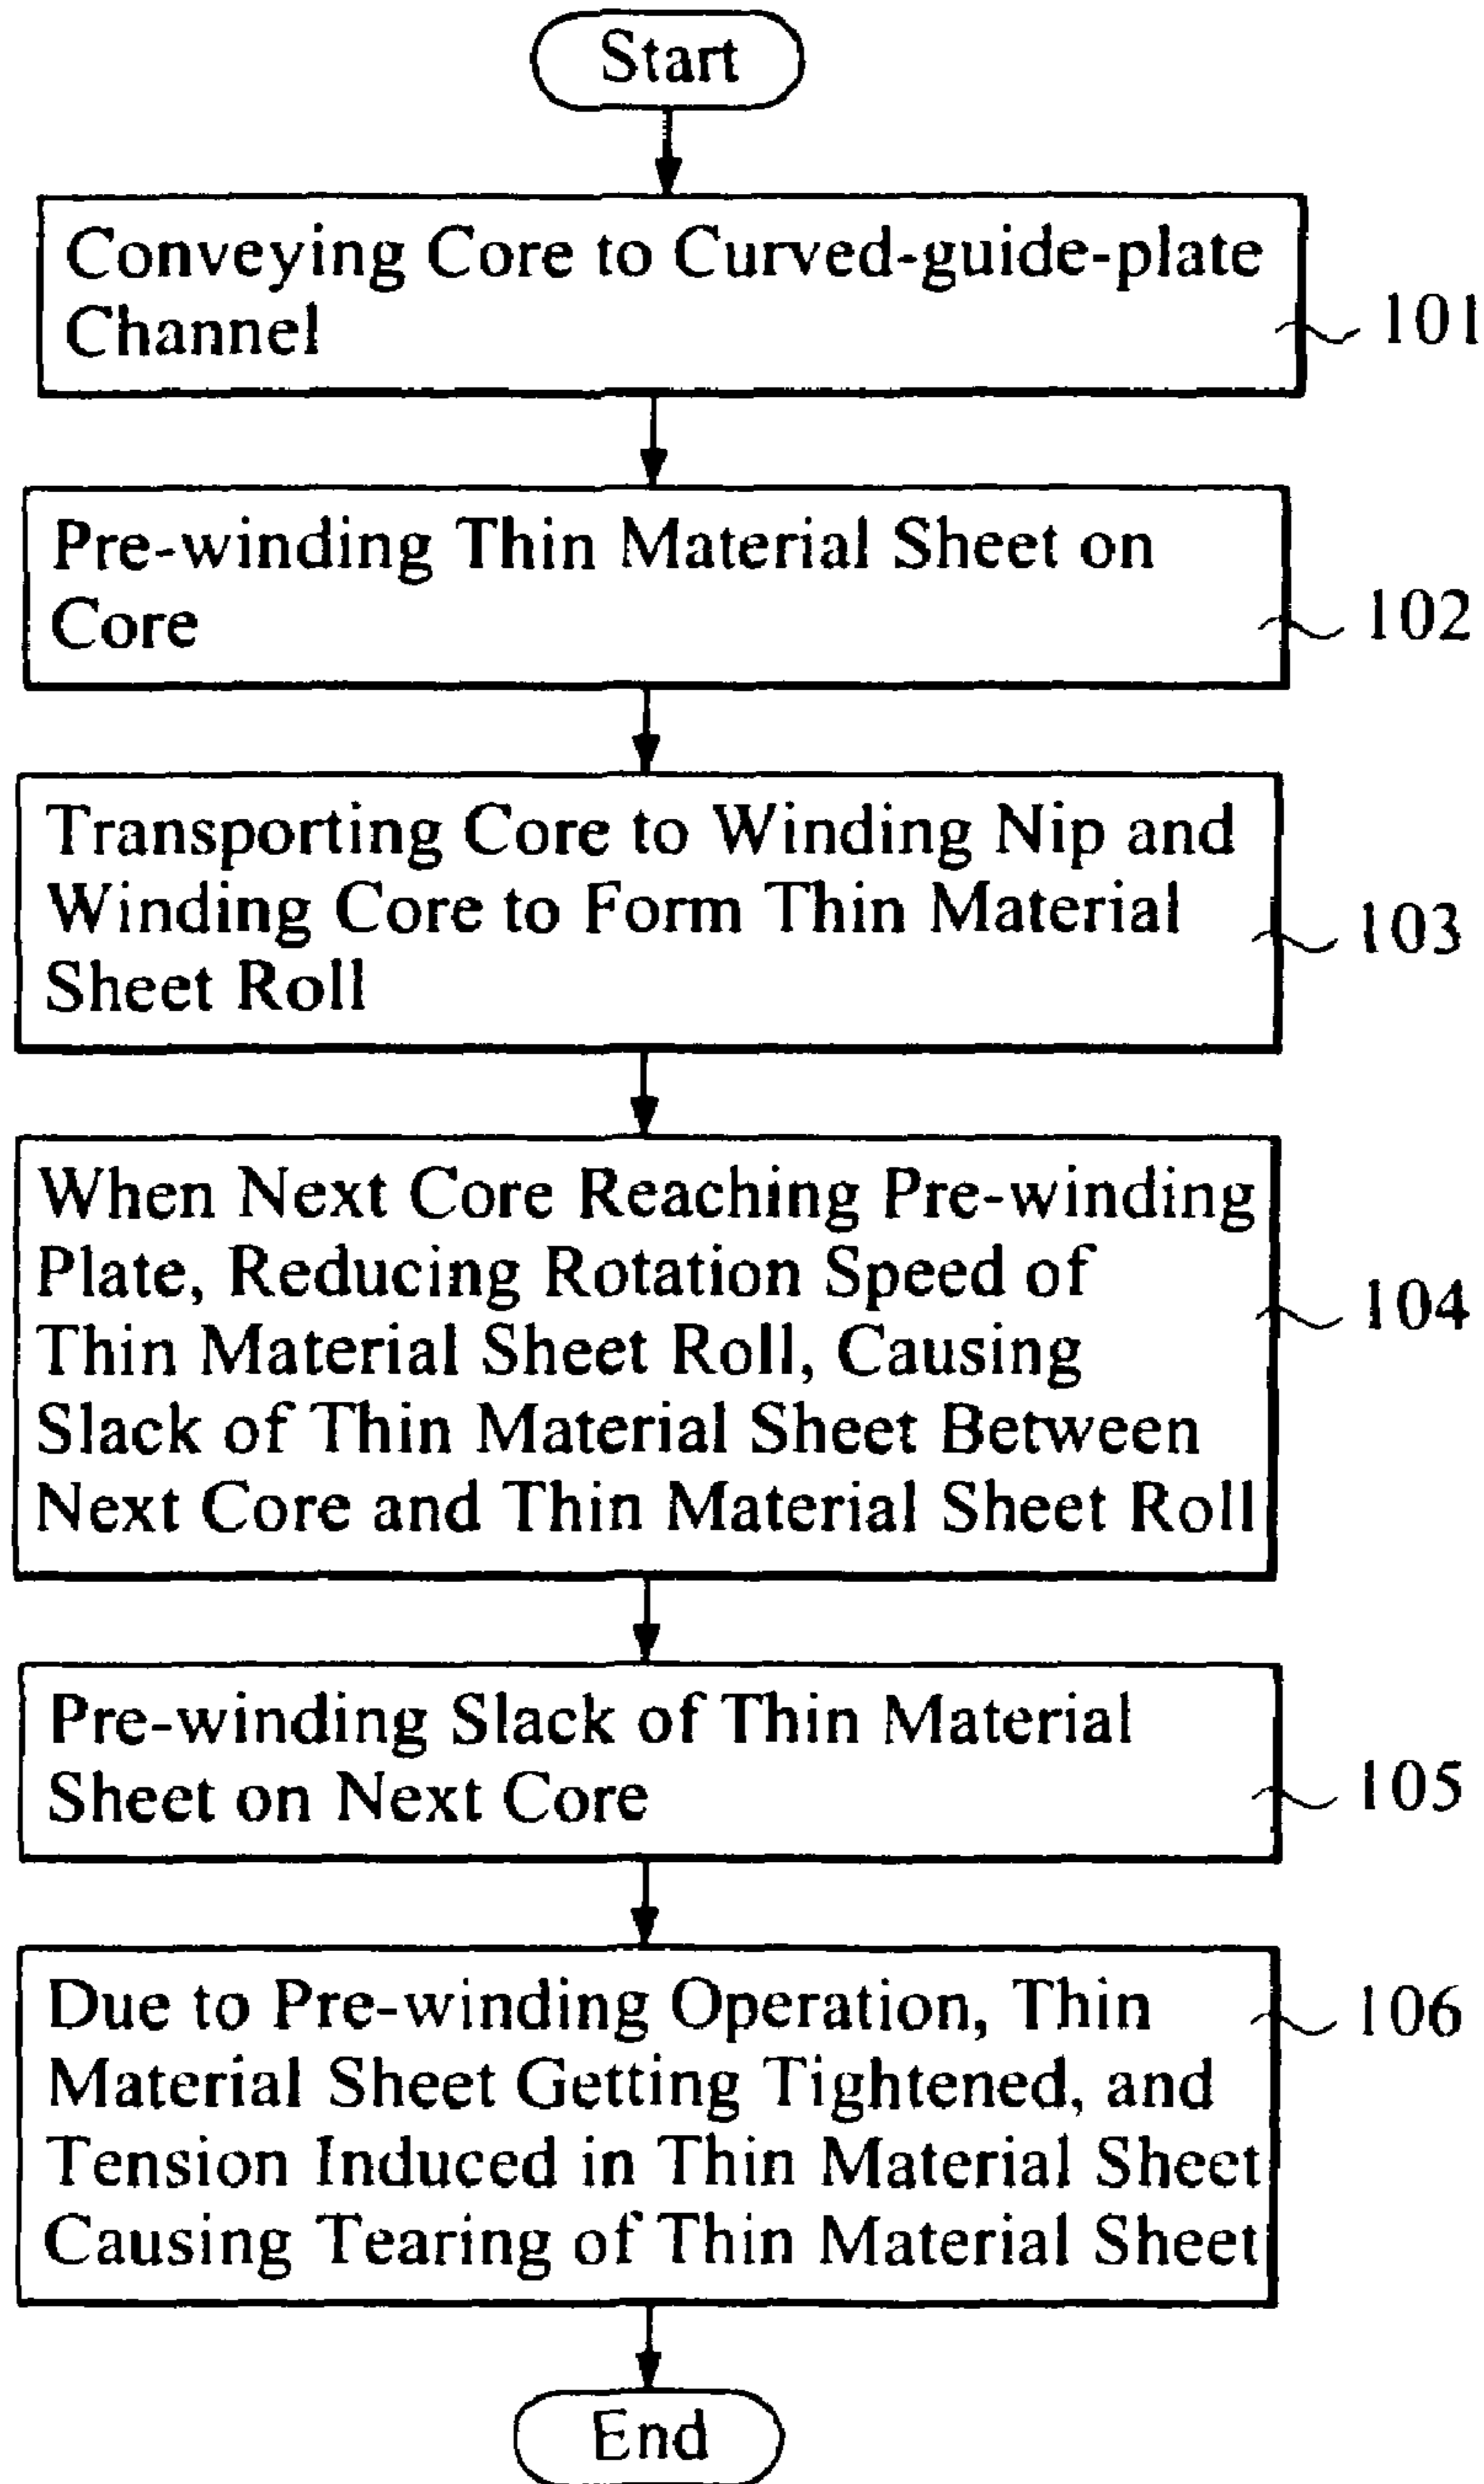 Start
Conveying Core to Curved-guide-plate
Channel
101
Pre-winding Thin Material Sheet on
Core
102
Transporting Core to Winding Nip and
Winding Core to Form Thin Material
Sheet Roll
103
When Next Core Reaching Pre-winding
Plate, Reducing Rotation Speed of
Thin Material Sheet Roll, Causing
Slack of Thin Material Sheet Between
Next Core and Thin Material Sheet Roll
104
Pre-winding Slack of Thin Material
Sheet on Next Core
105
Due to Pre-winding Operation, Thin
Material Sheet Getting Tightened, and
Tension Induced in Thin Material Sheet
Causing Tearing of Thin Material Sheet
106
End